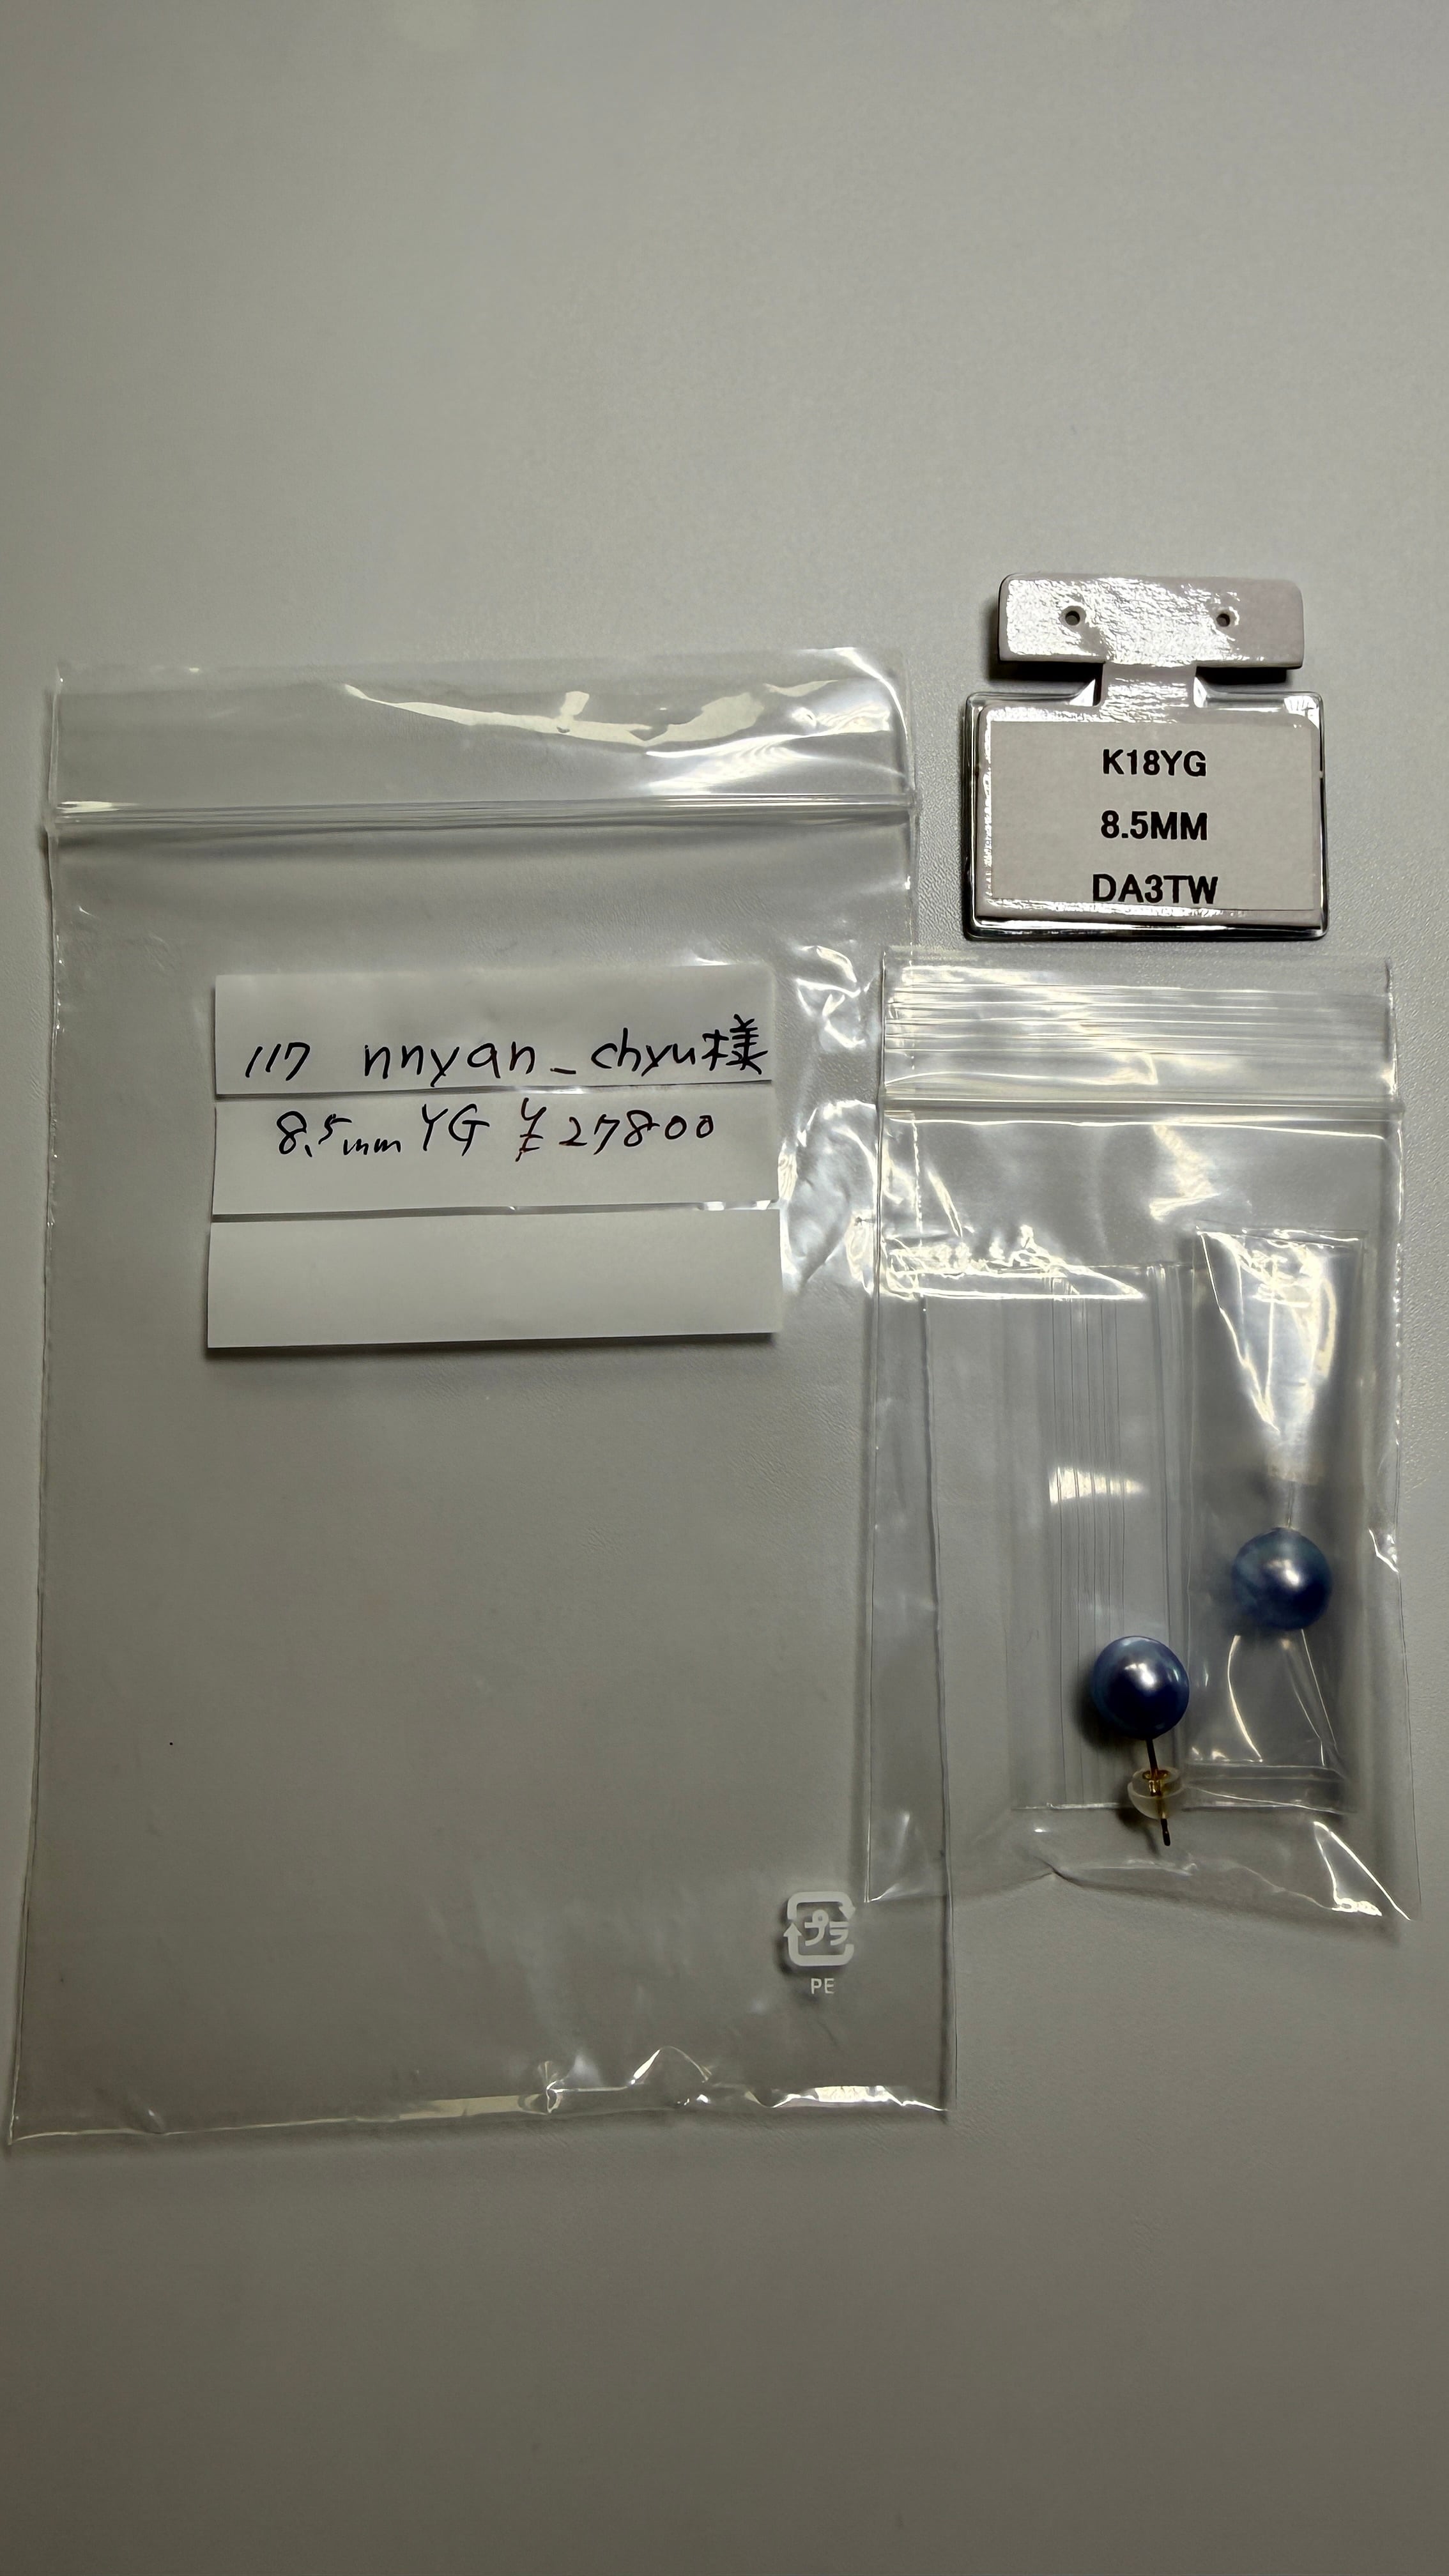 117 nnyan_chyu様
8.5mm YG ¥27800
K18YG
8.5MM
DA3TW
プラ
PE